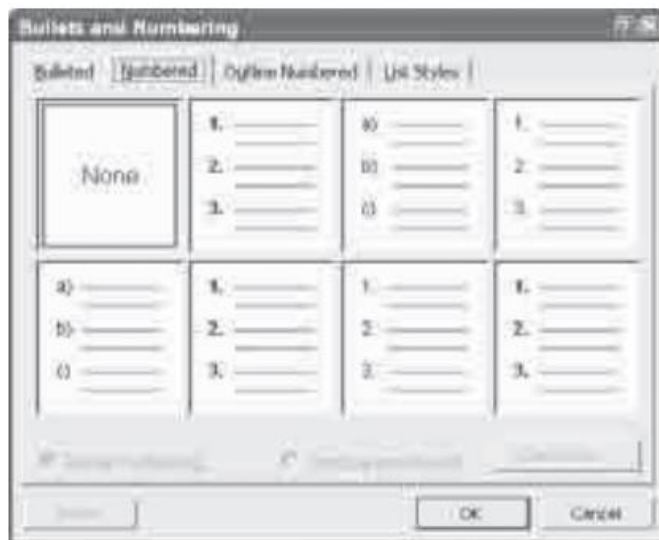 Bullets and Numbering
Bulleted Numbered Outline Numbered List Styles
None
1. a) 1.
2. b) 2.
3. c) 3.
a) 1. 1. 1.
b) 2. 2. 2.
c) 3. 3. 3.
OK Cancel